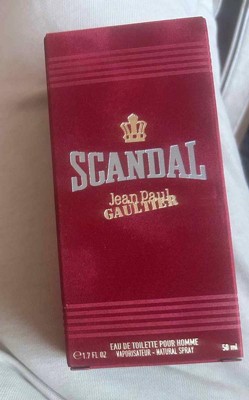 SCANDAL
Jean Paul
GAULTIER
EAU DE TOILETTE POUR HOMME
VAPORISATEUR - NATURAL SPRAY
℮1.7 FL OZ
50 ml